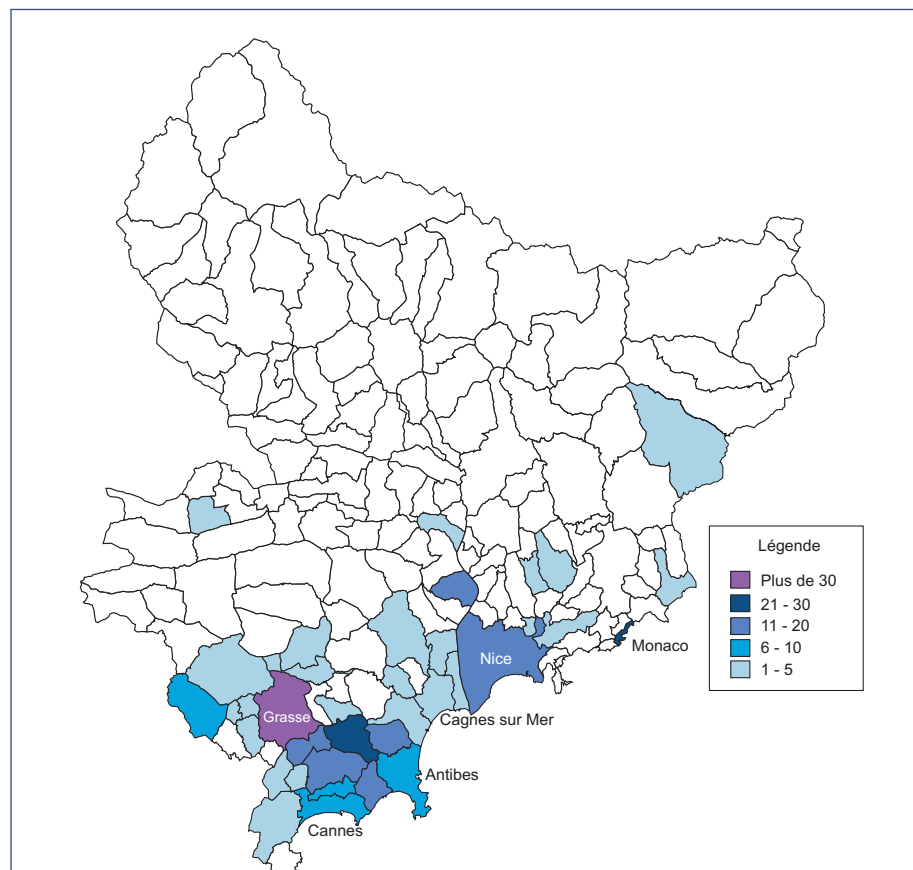 Légende
Plus de 30
21 - 30
11 - 20
6 - 10
1 - 5
Monaco
Nice
Grasse
Cagnes sur Mer
Antibes
Cannes